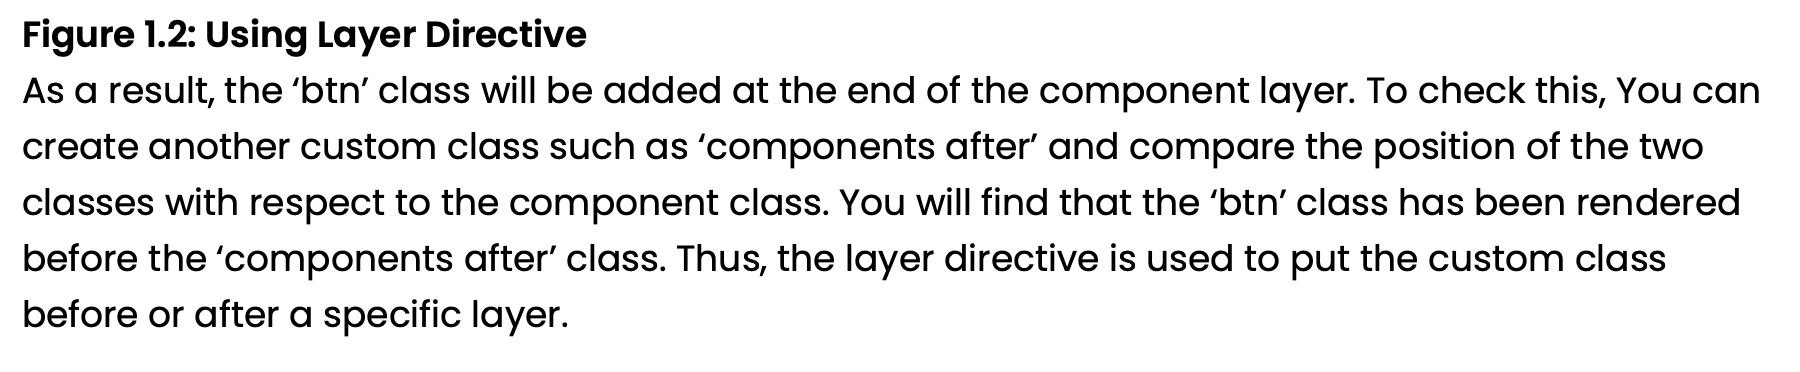 Figure 1.2: Using Layer Directive
As a result, the ‘btn’ class will be added at the end of the component layer. To check this, You can
create another custom class such as ‘components after’ and compare the position of the two
classes with respect to the component class. You will find that the ‘btn’ class has been rendered
before the ‘components after’ class. Thus, the layer directive is used to put the custom class
before or after a specific layer.